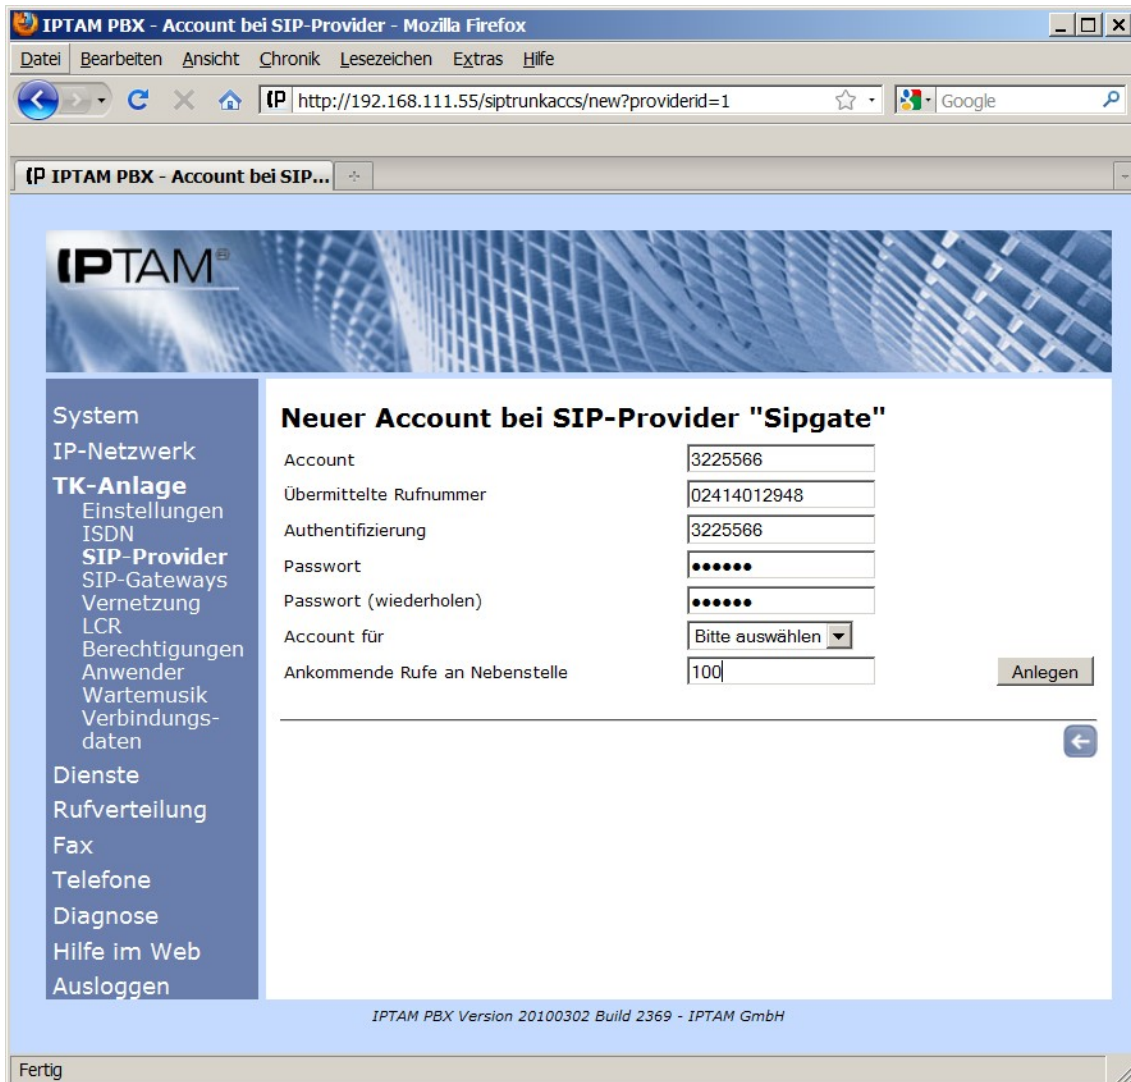 IPTAM PBX - Account bei SIP-Provider - Mozilla Firefox
Datei Bearbeiten Ansicht Chronik Lesezeichen Extras Hilfe
http://192.168.111.55/siptrunkaccs/new?providerid=1 Google
IPTAM PBX - Account bei SIP...
IPTAM®
System
IP-Netzwerk
TK-Anlage
Einstellungen
ISDN
SIP-Provider
SIP-Gateways
Vernetzung
LCR
Berechtigungen
Anwender
Wartemusik
Verbindungs-
daten
Dienste
Rufverteilung
Fax
Telefone
Diagnose
Hilfe im Web
Ausloggen
Neuer Account bei SIP-Provider "Sipgate"
Account 3225566
Übermittelte Rufnummer 02414012948
Authentifizierung 3225566
Passwort ••••••
Passwort (wiederholen) ••••••
Account für Bitte auswählen
Ankommende Rufe an Nebenstelle 100 Anlegen
IPTAM PBX Version 20100302 Build 2369 - IPTAM GmbH
Fertig